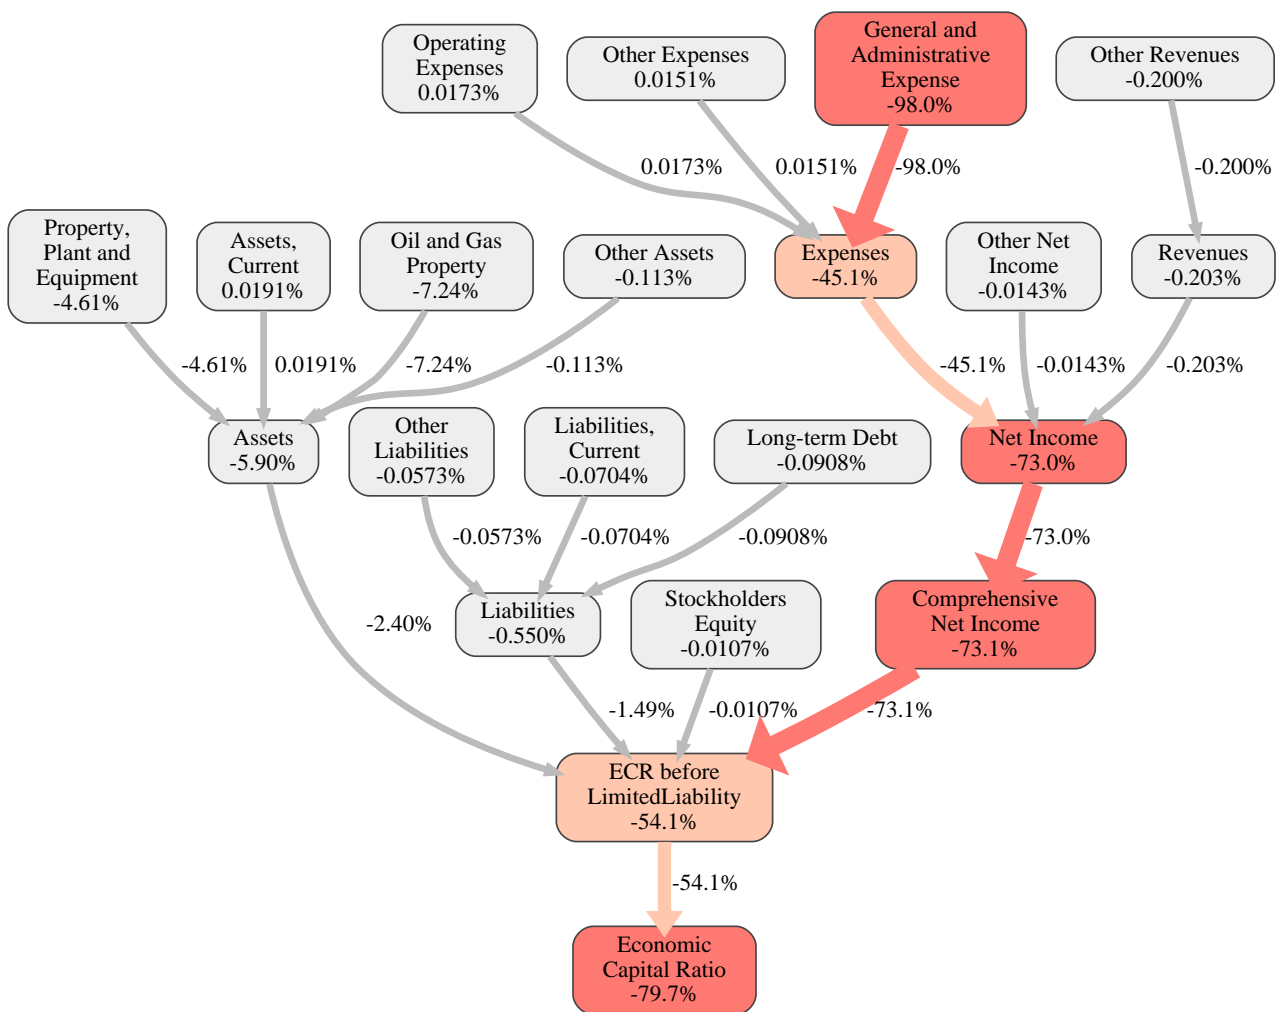 Operating
Expenses
0.0173%
Other Expenses
0.0151%
General and
Administrative
Expense
-98.0%
Other Revenues
-0.200%
0.0173%
0.0151%
-98.0%
-0.200%
Property,
Plant and
Equipment
-4.61%
Assets,
Current
0.0191%
Oil and Gas
Property
-7.24%
Other Assets
-0.113%
Expenses
-45.1%
Other Net
Income
-0.0143%
Revenues
-0.203%
-4.61%
0.0191%
-7.24%
-0.113%
-45.1%
-0.0143%
-0.203%
Assets
-5.90%
Other
Liabilities
-0.0573%
Liabilities,
Current
-0.0704%
Long-term Debt
-0.0908%
Net Income
-73.0%
-0.0573%
-0.0704%
-0.0908%
-73.0%
-2.40%
Liabilities
-0.550%
Stockholders
Equity
-0.0107%
Comprehensive
Net Income
-73.1%
-1.49%
-0.0107%
-73.1%
ECR before
LimitedLiability
-54.1%
-54.1%
Economic
Capital Ratio
-79.7%